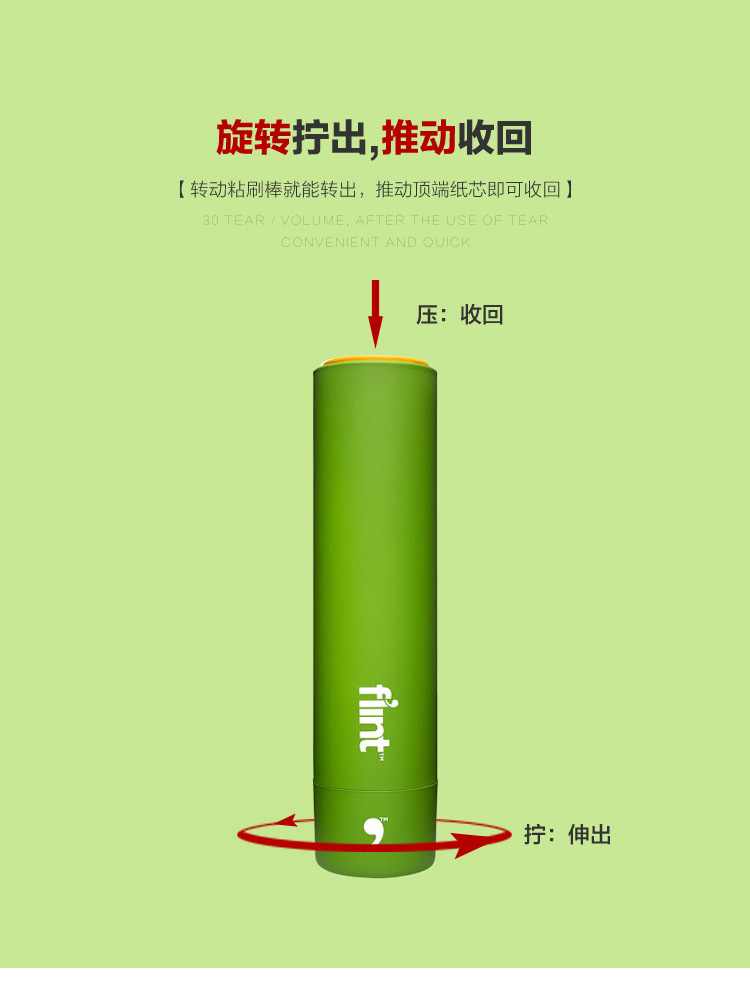 旋转拧出,推动收回
【 转动粘刷棒就能转出，推动顶端纸芯即可收回 】
30 TEAR / VOLUME, AFTER THE USE OF TEAR
CONVENIENT AND QUICK
压：收回
flint™
,™
拧：伸出